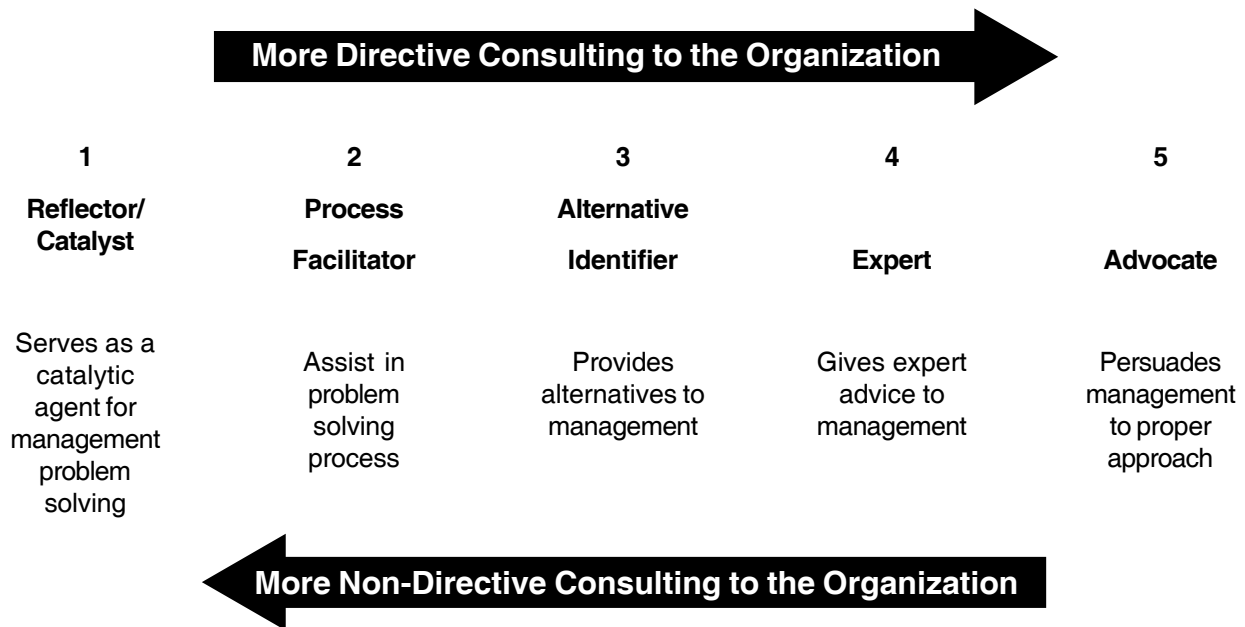 More Directive Consulting to the Organization
1
2
3
4
5
Reflector/
Catalyst
Process
Facilitator
Alternative
Identifier
Expert
Advocate
Serves as a
catalytic
agent for
management
problem
solving
Assist in
problem
solving
process
Provides
alternatives to
management
Gives expert
advice to
management
Persuades
management
to proper
approach
More Non-Directive Consulting to the Organization